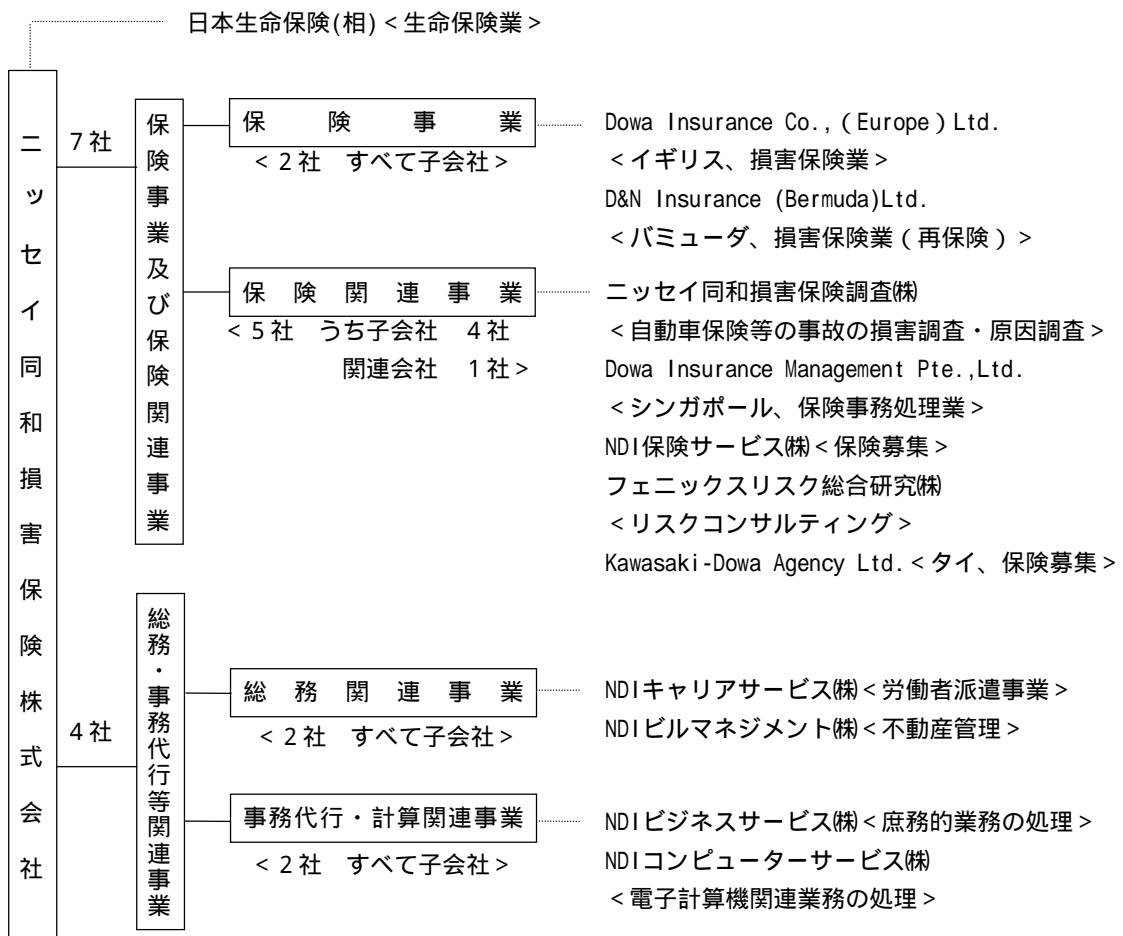 日本生命保険(相)<生命保険業>
ニッセイ同和損害保険株式会社
7社
保険事業及び保険関連事業
保険事業
<2社 すべて子会社>
Dowa Insurance Co.,(Europe)Ltd.
<イギリス、損害保険業>
D&N Insurance (Bermuda)Ltd.
<バミューダ、損害保険業(再保険)>
保険関連事業
<5社 うち子会社 4社
関連会社 1社>
ニッセイ同和損害保険調査㈱
<自動車保険等の事故の損害調査・原因調査>
Dowa Insurance Management Pte.,Ltd.
<シンガポール、保険事務処理業>
NDI保険サービス㈱<保険募集>
フェニックスリスク総合研究㈱
<リスクコンサルティング>
Kawasaki-Dowa Agency Ltd.<タイ、保険募集>
4社
総務・事務代行等関連事業
総務関連事業
<2社 すべて子会社>
NDIキャリアサービス㈱<労働者派遣事業>
NDIビルマネジメント㈱<不動産管理>
事務代行・計算関連事業
<2社 すべて子会社>
NDIビジネスサービス㈱<庶務的業務の処理>
NDIコンピューターサービス㈱
<電子計算機関連業務の処理>